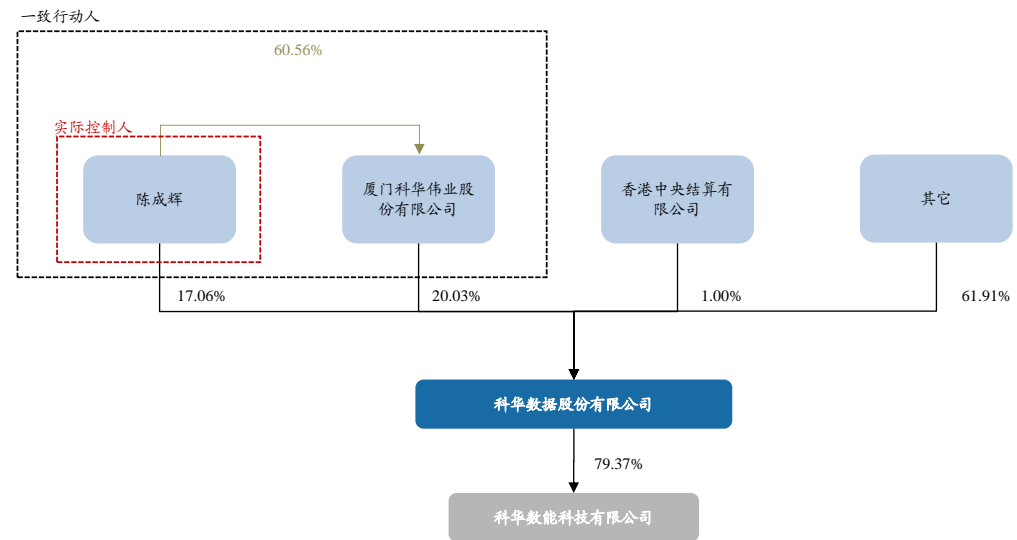 一致行动人
60.56%
实际控制人
陈成辉
厦门科华伟业股
份有限公司
香港中央结算有
限公司
其它
17.06%
20.03%
1.00%
61.91%
科华数据股份有限公司
79.37%
科华数能科技有限公司